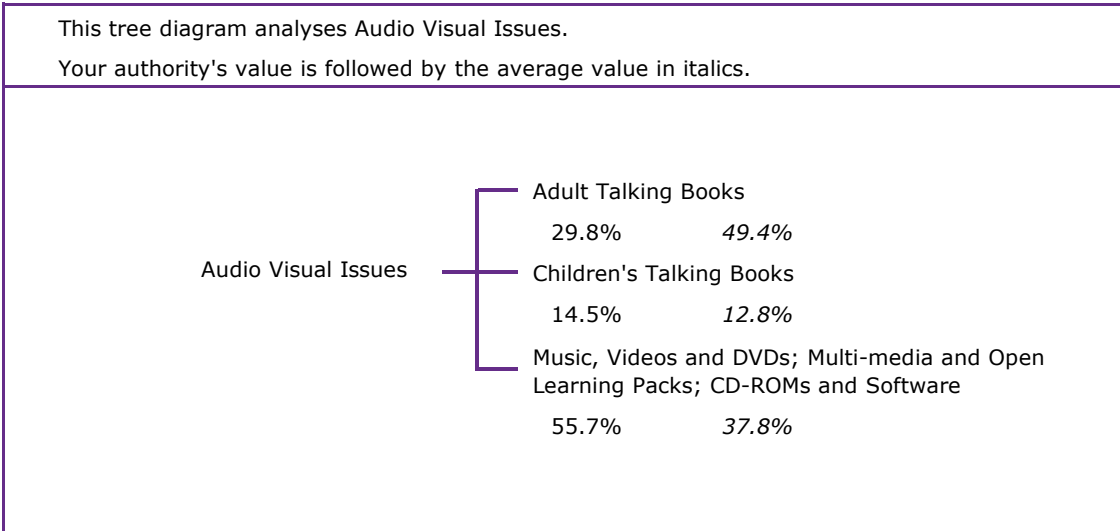 This tree diagram analyses Audio Visual Issues.
Your authority's value is followed by the average value in italics.
Adult Talking Books
29.8% 49.4%
Audio Visual Issues
Children's Talking Books
14.5% 12.8%
Music, Videos and DVDs; Multi-media and Open
Learning Packs; CD-ROMs and Software
55.7% 37.8%